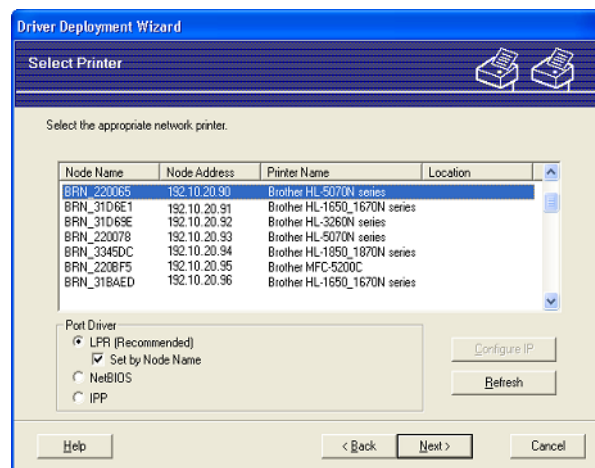 Driver Deployment Wizard
Select Printer
Select the appropriate network printer.
Node Name Node Address Printer Name Location
BRN_220065 192.10.20.90 Brother HL-5070N series
BRN_31D6E1 192.10.20.91 Brother HL-1650_1670N series
BRN_31D69E 192.10.20.92 Brother HL-3260N series
BRN_220078 192.10.20.93 Brother HL-5070N series
BRN_3345DC 192.10.20.94 Brother HL-1850_1870N series
BRN_220BF5 192.10.20.95 Brother MFC-5200C
BRN_31BAED 192.10.20.96 Brother HL-1650_1670N series
Port Driver
LPR (Recommended)
Set by Node Name
NetBIOS
IPP
Configure IP
Refresh
Help < Back Next > Cancel